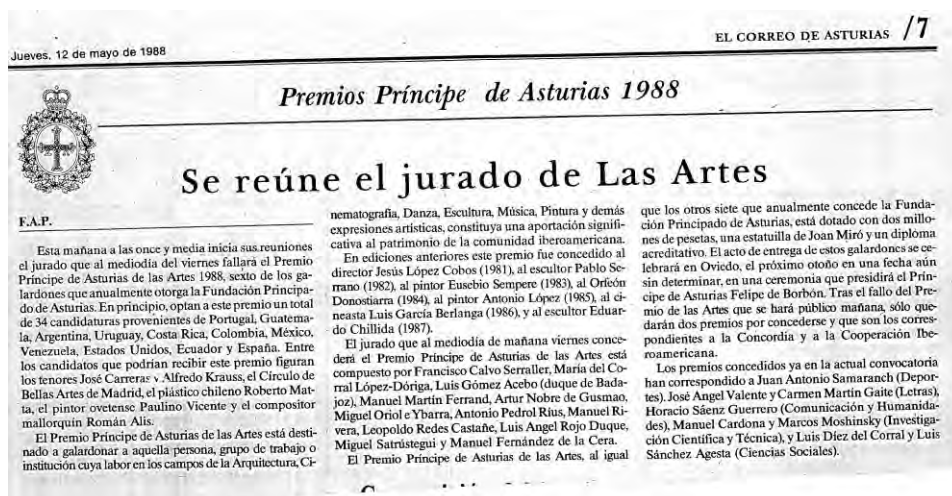 Jueves, 12 de mayo de 1988
EL CORREO DE ASTURIAS /7
Premios Príncipe de Asturias 1988
Se reúne el jurado de Las Artes
F.A.P.
Esta mañana a las once y media inicia sus reuniones
el jurado que al mediodía del viernes fallará el Premio
Príncipe de Asturias de las Artes 1988, sexto de los ga-
lardones que anualmente otorga la Fundación Principa-
do de Asturias. En principio, optan a este premio un total
de 34 candidaturas provenientes de Portugal, Guatema-
la, Argentina, Uruguay, Costa Rica, Colombia, México,
Venezuela, Estados Unidos, Ecuador y España. Entre
los candidatos que podrían recibir este premio figuran
los tenores José Carreras y Alfredo Krauss, el Círculo de
Bellas Artes de Madrid, el plástico chileno Roberto Mat-
ta, el pintor ovetense Paulino Vicente y el compositor
mallorquín Román Alis.
El Premio Príncipe de Asturias de las Artes está desti-
nado a galardonar a aquella persona, grupo de trabajo o
institución cuya labor en los campos de la Arquitectura, Ci-
nematografía, Danza, Escultura, Música, Pintura y demás
expresiones artísticas, constituya una aportación signifi-
cativa al patrimonio de la comunidad iberoamericana.
En ediciones anteriores este premio fue concedido al
director Jesús López Cobos (1981), al escultor Pablo Se-
rrano (1982), al pintor Eusebio Sempere (1983), al Orfeón
Donostiarra (1984), al pintor Antonio López (1985), al ci-
neasta Luis García Berlanga (1986), y al escultor Eduar-
do Chillida (1987).
El jurado que al mediodía de mañana viernes conce-
derá el Premio Príncipe de Asturias de las Artes está
compuesto por Francisco Calvo Serraller, María del Co-
rral López-Dóriga, Luis Gómez Acebo (duque de Bada-
joz), Manuel Martín Ferrand, Artur Nobre de Gusmao,
Miguel Oriol e Ybarra, Antonio Pedrol Rius, Manuel Ri-
vera, Leopoldo Redes Castañe, Luis Angel Rojo Duque,
Miguel Satrústegui y Manuel Fernández de la Cera.
El Premio Príncipe de Asturias de las Artes, al igual
que los otros siete que anualmente concede la Funda-
ción Principado de Asturias, está dotado con dos millo-
nes de pesetas, una estatuilla de Joan Miró y un diploma
acreditativo. El acto de entrega de estos galardones se ce-
lebrará en Oviedo, el próximo otoño en una fecha aún
sin determinar, en una ceremonia que presidirá el Prín-
cipe de Asturias Felipe de Borbón. Tras el fallo del Pre-
mio de las Artes que se hará público mañana, sólo que-
darán dos premios por concederse y que son los corres-
pondientes a la Concordia y a la Cooperación Ibe-
roamericana.
Los premios concedidos ya en la actual convocatoria
han correspondido a Juan Antonio Samaranch (Depor-
tes). José Angel Valente y Carmen Martín Gaite (Letras),
Horacio Sáenz Guerrero (Comunicación y Humanida-
des), Manuel Cardona y Marcos Moshinsky (Investiga-
ción Científica y Técnica), y Luis Díez del Corral y Luis
Sánchez Agesta (Ciencias Sociales).